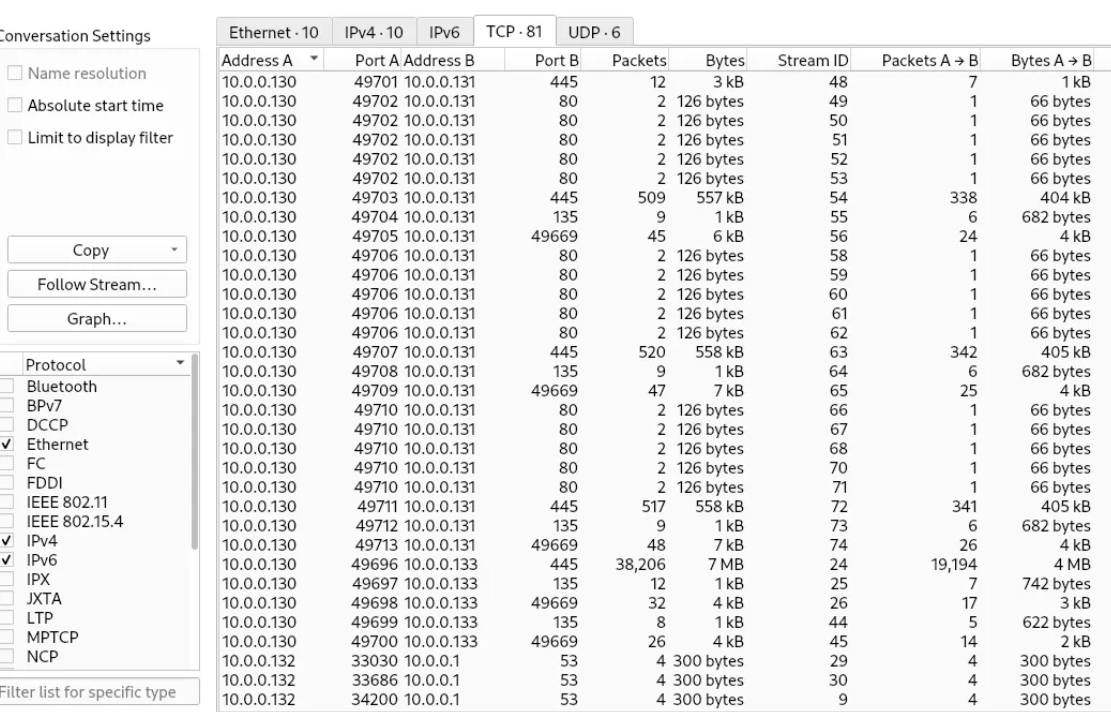 Conversation Settings
Name resolution
Absolute start time
Limit to display filter
Copy
Follow Stream...
Graph...
Protocol
Bluetooth
BPv7
DCCP
Ethernet
FC
FDDI
IEEE 802.11
IEEE 802.15.4
IPv4
IPv6
IPX
JXTA
LTP
MPTCP
NCP
Filter list for specific type
Ethernet · 10 IPv4 · 10 IPv6 TCP · 81 UDP · 6
Address A Port A Address B Port B Packets Bytes Stream ID Packets A → B Bytes A → B
10.0.0.130 49701 10.0.0.131 445 12 3 kB 48 7 1 kB
10.0.0.130 49702 10.0.0.131 80 2 126 bytes 49 1 66 bytes
10.0.0.130 49702 10.0.0.131 80 2 126 bytes 50 1 66 bytes
10.0.0.130 49702 10.0.0.131 80 2 126 bytes 51 1 66 bytes
10.0.0.130 49702 10.0.0.131 80 2 126 bytes 52 1 66 bytes
10.0.0.130 49702 10.0.0.131 80 2 126 bytes 53 1 66 bytes
10.0.0.130 49703 10.0.0.131 445 509 557 kB 54 338 404 kB
10.0.0.130 49704 10.0.0.131 135 9 1 kB 55 6 682 bytes
10.0.0.130 49705 10.0.0.131 49669 45 6 kB 56 24 4 kB
10.0.0.130 49706 10.0.0.131 80 2 126 bytes 58 1 66 bytes
10.0.0.130 49706 10.0.0.131 80 2 126 bytes 59 1 66 bytes
10.0.0.130 49706 10.0.0.131 80 2 126 bytes 60 1 66 bytes
10.0.0.130 49706 10.0.0.131 80 2 126 bytes 61 1 66 bytes
10.0.0.130 49706 10.0.0.131 80 2 126 bytes 62 1 66 bytes
10.0.0.130 49707 10.0.0.131 445 520 558 kB 63 342 405 kB
10.0.0.130 49708 10.0.0.131 135 9 1 kB 64 6 682 bytes
10.0.0.130 49709 10.0.0.131 49669 47 7 kB 65 25 4 kB
10.0.0.130 49710 10.0.0.131 80 2 126 bytes 66 1 66 bytes
10.0.0.130 49710 10.0.0.131 80 2 126 bytes 67 1 66 bytes
10.0.0.130 49710 10.0.0.131 80 2 126 bytes 68 1 66 bytes
10.0.0.130 49710 10.0.0.131 80 2 126 bytes 70 1 66 bytes
10.0.0.130 49710 10.0.0.131 80 2 126 bytes 71 1 66 bytes
10.0.0.130 49711 10.0.0.131 445 517 558 kB 72 341 405 kB
10.0.0.130 49712 10.0.0.131 135 9 1 kB 73 6 682 bytes
10.0.0.130 49713 10.0.0.131 49669 48 7 kB 74 26 4 kB
10.0.0.130 49696 10.0.0.133 445 38,206 7 MB 24 19,194 4 MB
10.0.0.130 49697 10.0.0.133 135 12 1 kB 25 7 742 bytes
10.0.0.130 49698 10.0.0.133 49669 32 4 kB 26 17 3 kB
10.0.0.130 49699 10.0.0.133 135 8 1 kB 44 5 622 bytes
10.0.0.130 49700 10.0.0.133 49669 26 4 kB 45 14 2 kB
10.0.0.132 33030 10.0.0.1 53 4 300 bytes 29 4 300 bytes
10.0.0.132 33686 10.0.0.1 53 4 300 bytes 30 4 300 bytes
10.0.0.132 34200 10.0.0.1 53 4 300 bytes 9 4 300 bytes